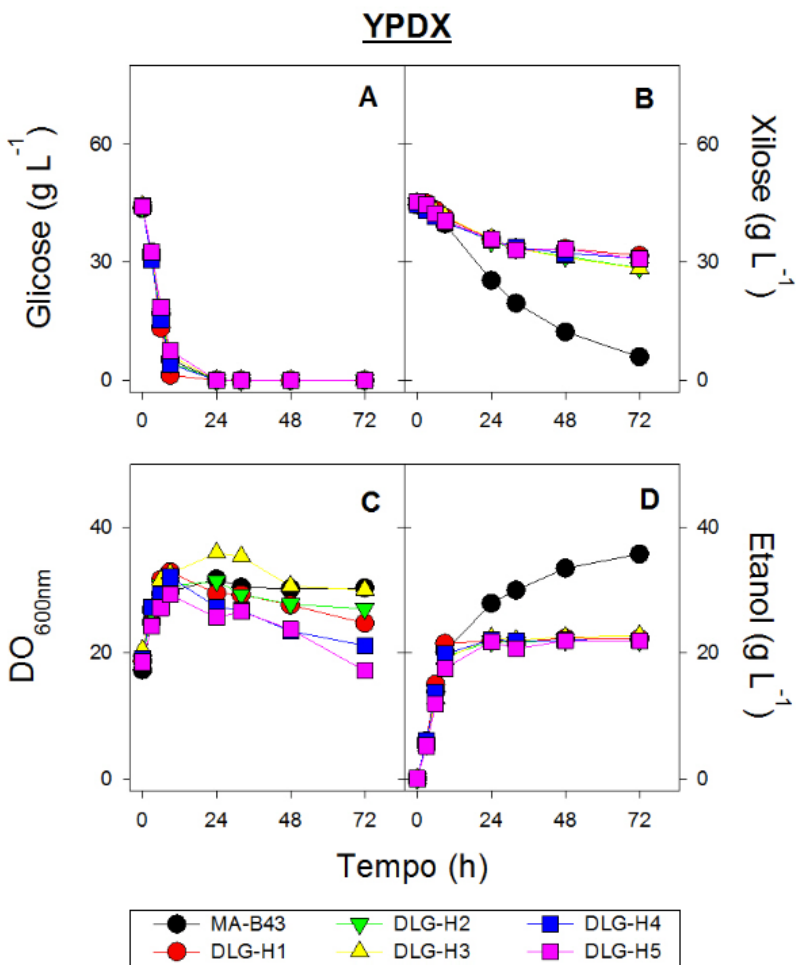 YPDX
A
B
Glicose (g L-1)
60
30
0
60
30
0
Xilose (g L-1)
0 24 48 72
0 24 48 72
C
D
DO600nm
40
20
0
40
20
0
Etanol (g L-1)
0 24 48 72
0 24 48 72
Tempo (h)
MA-B43 DLG-H2 DLG-H4
DLG-H1 DLG-H3 DLG-H5